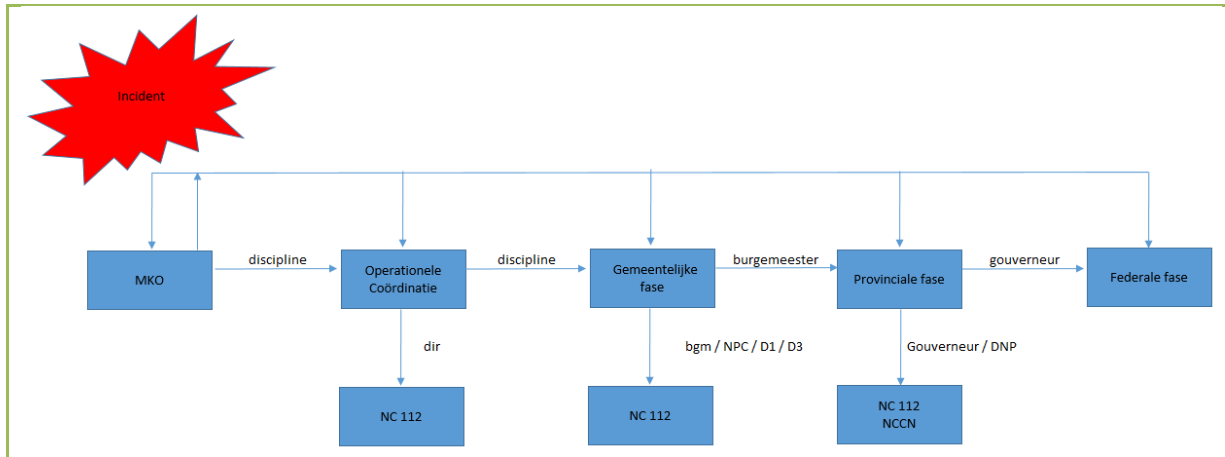 Incident
MKO
discipline
Operationele
Coördinatie
discipline
Gemeentelijke
fase
burgemeester
Provinciale fase
gouverneur
Federale fase
dir
bgm / NPC / D1 / D3
Gouverneur / DNP
NC 112
NC 112
NC 112
NCCN